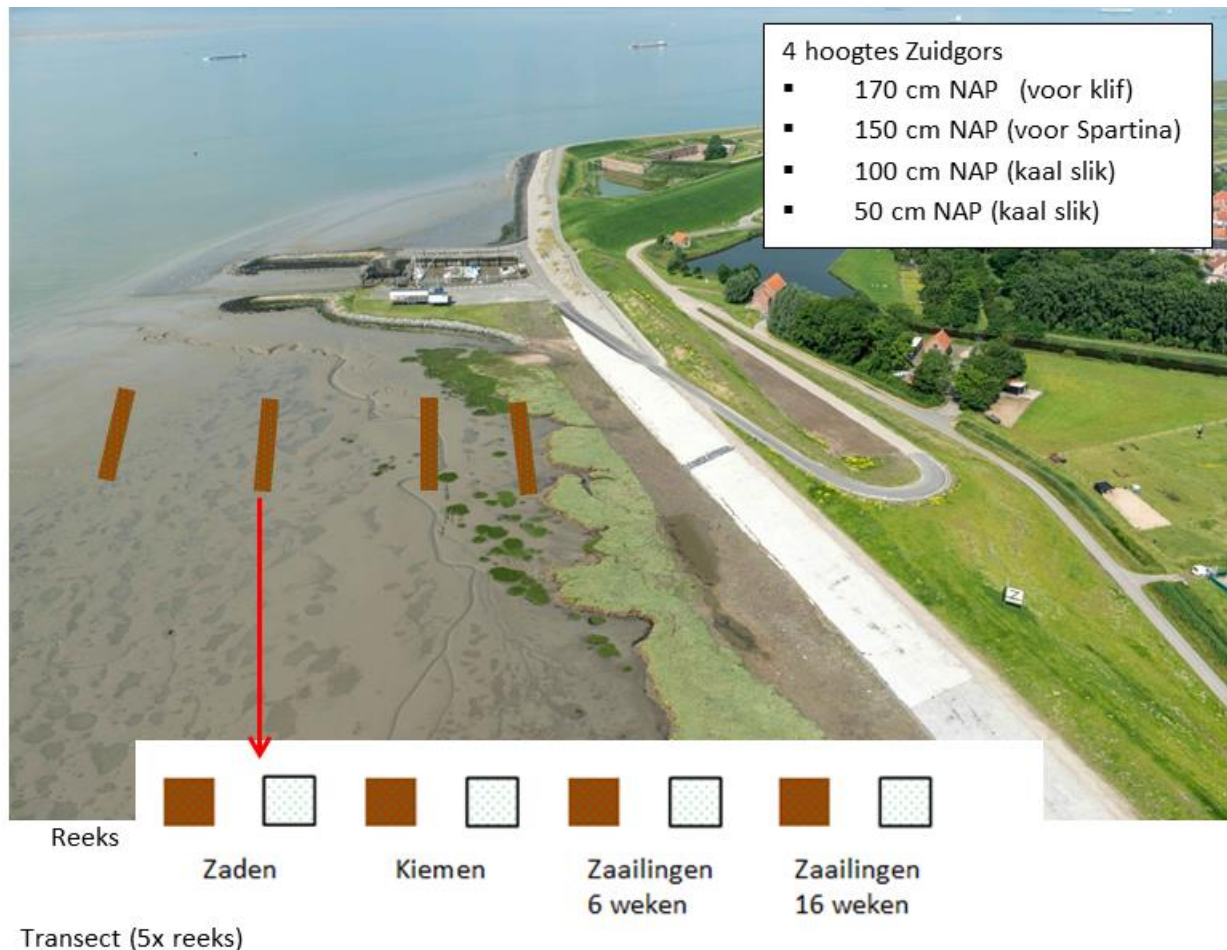 4 hoogtes Zuidgors
▪ 170 cm NAP (voor klif)
▪ 150 cm NAP (voor Spartina)
▪ 100 cm NAP (kaal slik)
▪ 50 cm NAP (kaal slik)
Z
Reeks
Zaden Kiemen Zaailingen Zaailingen
6 weken 16 weken
Transect (5x reeks)